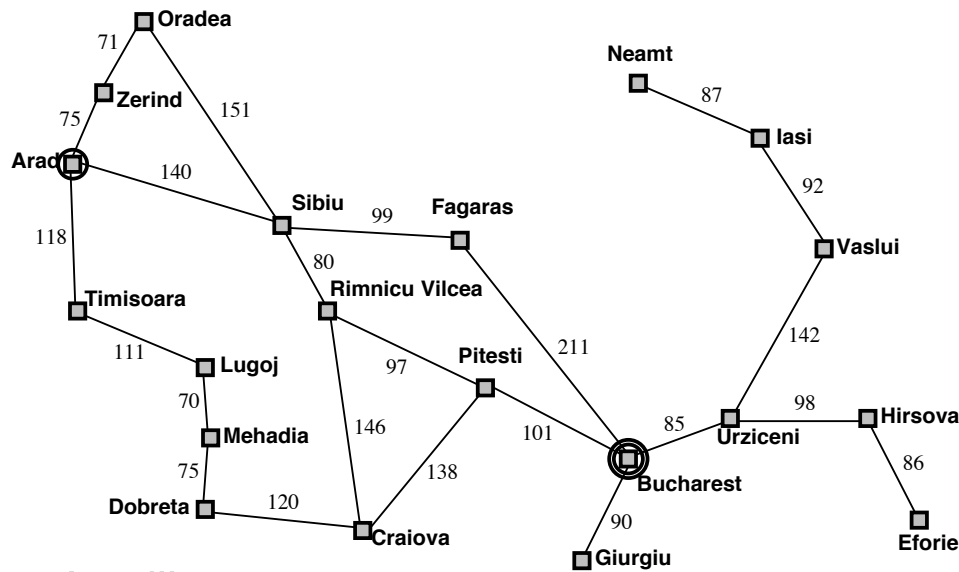 Oradea
71
Neamt
87
Zerind
75
151
Iasi
Arad
140
92
Sibiu
99
Fagaras
118
80
Vaslui
Timisoara
Rimnicu Vilcea
142
111
Lugoj
97
Pitesti
211
70
146
98
Hirsova
Mehadia
101
85
Urziceni
75
138
86
Bucharest
Dobreta
120
90
Craiova
Eforie
Giurgiu